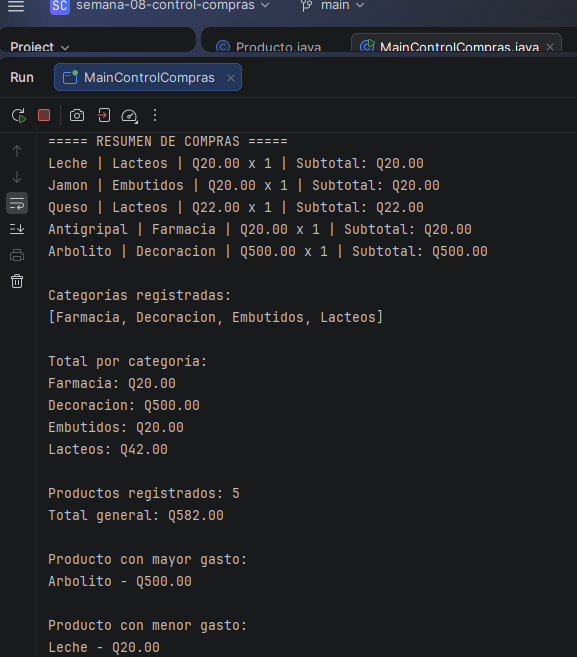 SC semana-08-control-compras main
Project Producto.java MainControlCompras.java
Run MainControlCompras
===== RESUMEN DE COMPRAS =====
Leche | Lacteos | Q20.00 x 1 | Subtotal: Q20.00
Jamon | Embutidos | Q20.00 x 1 | Subtotal: Q20.00
Queso | Lacteos | Q22.00 x 1 | Subtotal: Q22.00
Antigripal | Farmacia | Q20.00 x 1 | Subtotal: Q20.00
Arbolito | Decoracion | Q500.00 x 1 | Subtotal: Q500.00
Categorías registradas:
[Farmacia, Decoracion, Embutidos, Lacteos]
Total por categoría:
Farmacia: Q20.00
Decoracion: Q500.00
Embutidos: Q20.00
Lacteos: Q42.00
Productos registrados: 5
Total general: Q582.00
Producto con mayor gasto:
Arbolito - Q500.00
Producto con menor gasto:
Leche - Q20.00